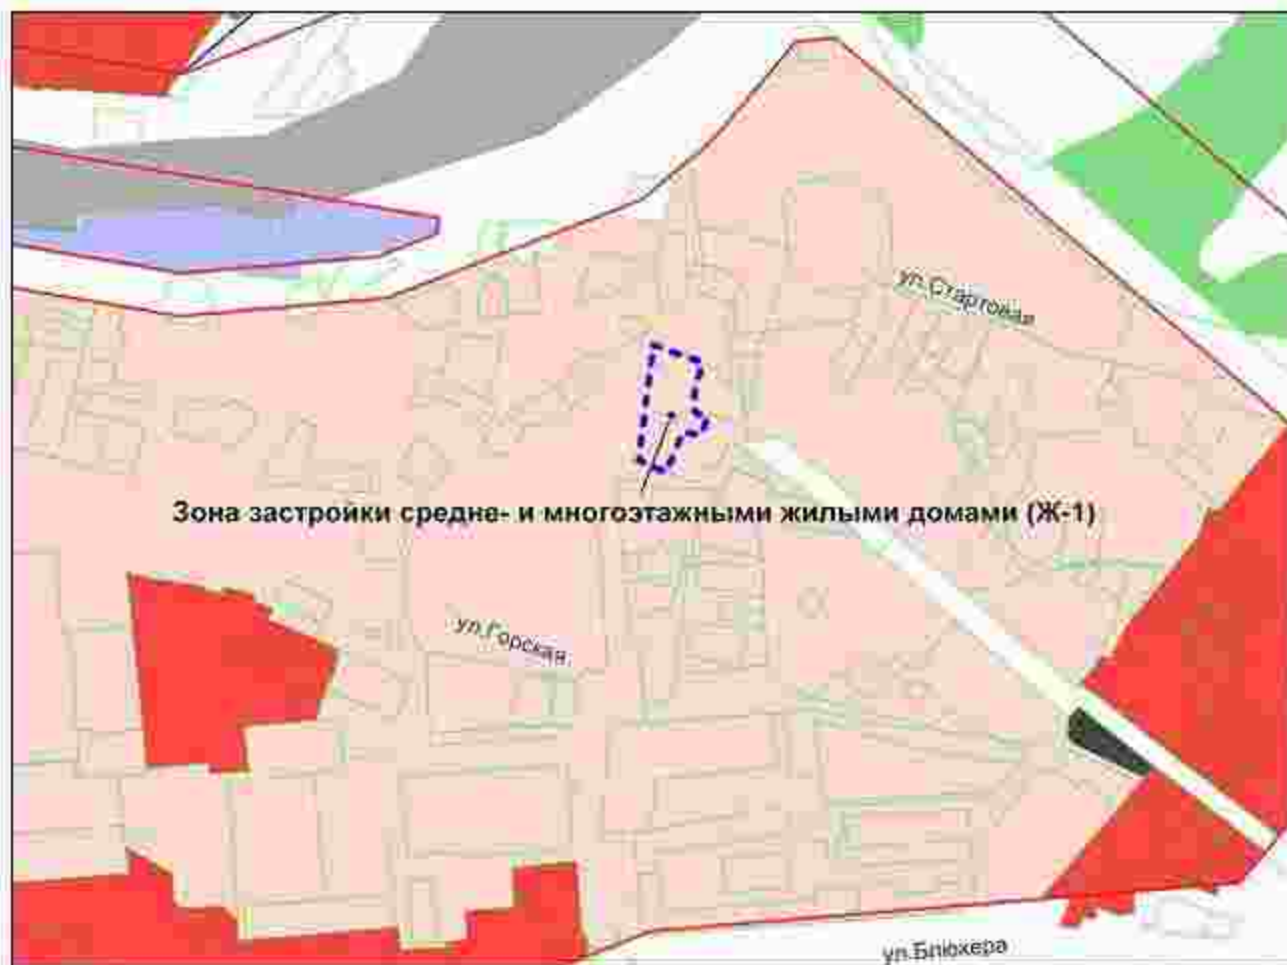 ул.Стартовая
Зона застройки средне- и многоэтажными жилыми домами (Ж-1)
ул.Горская
ул.Блюхера